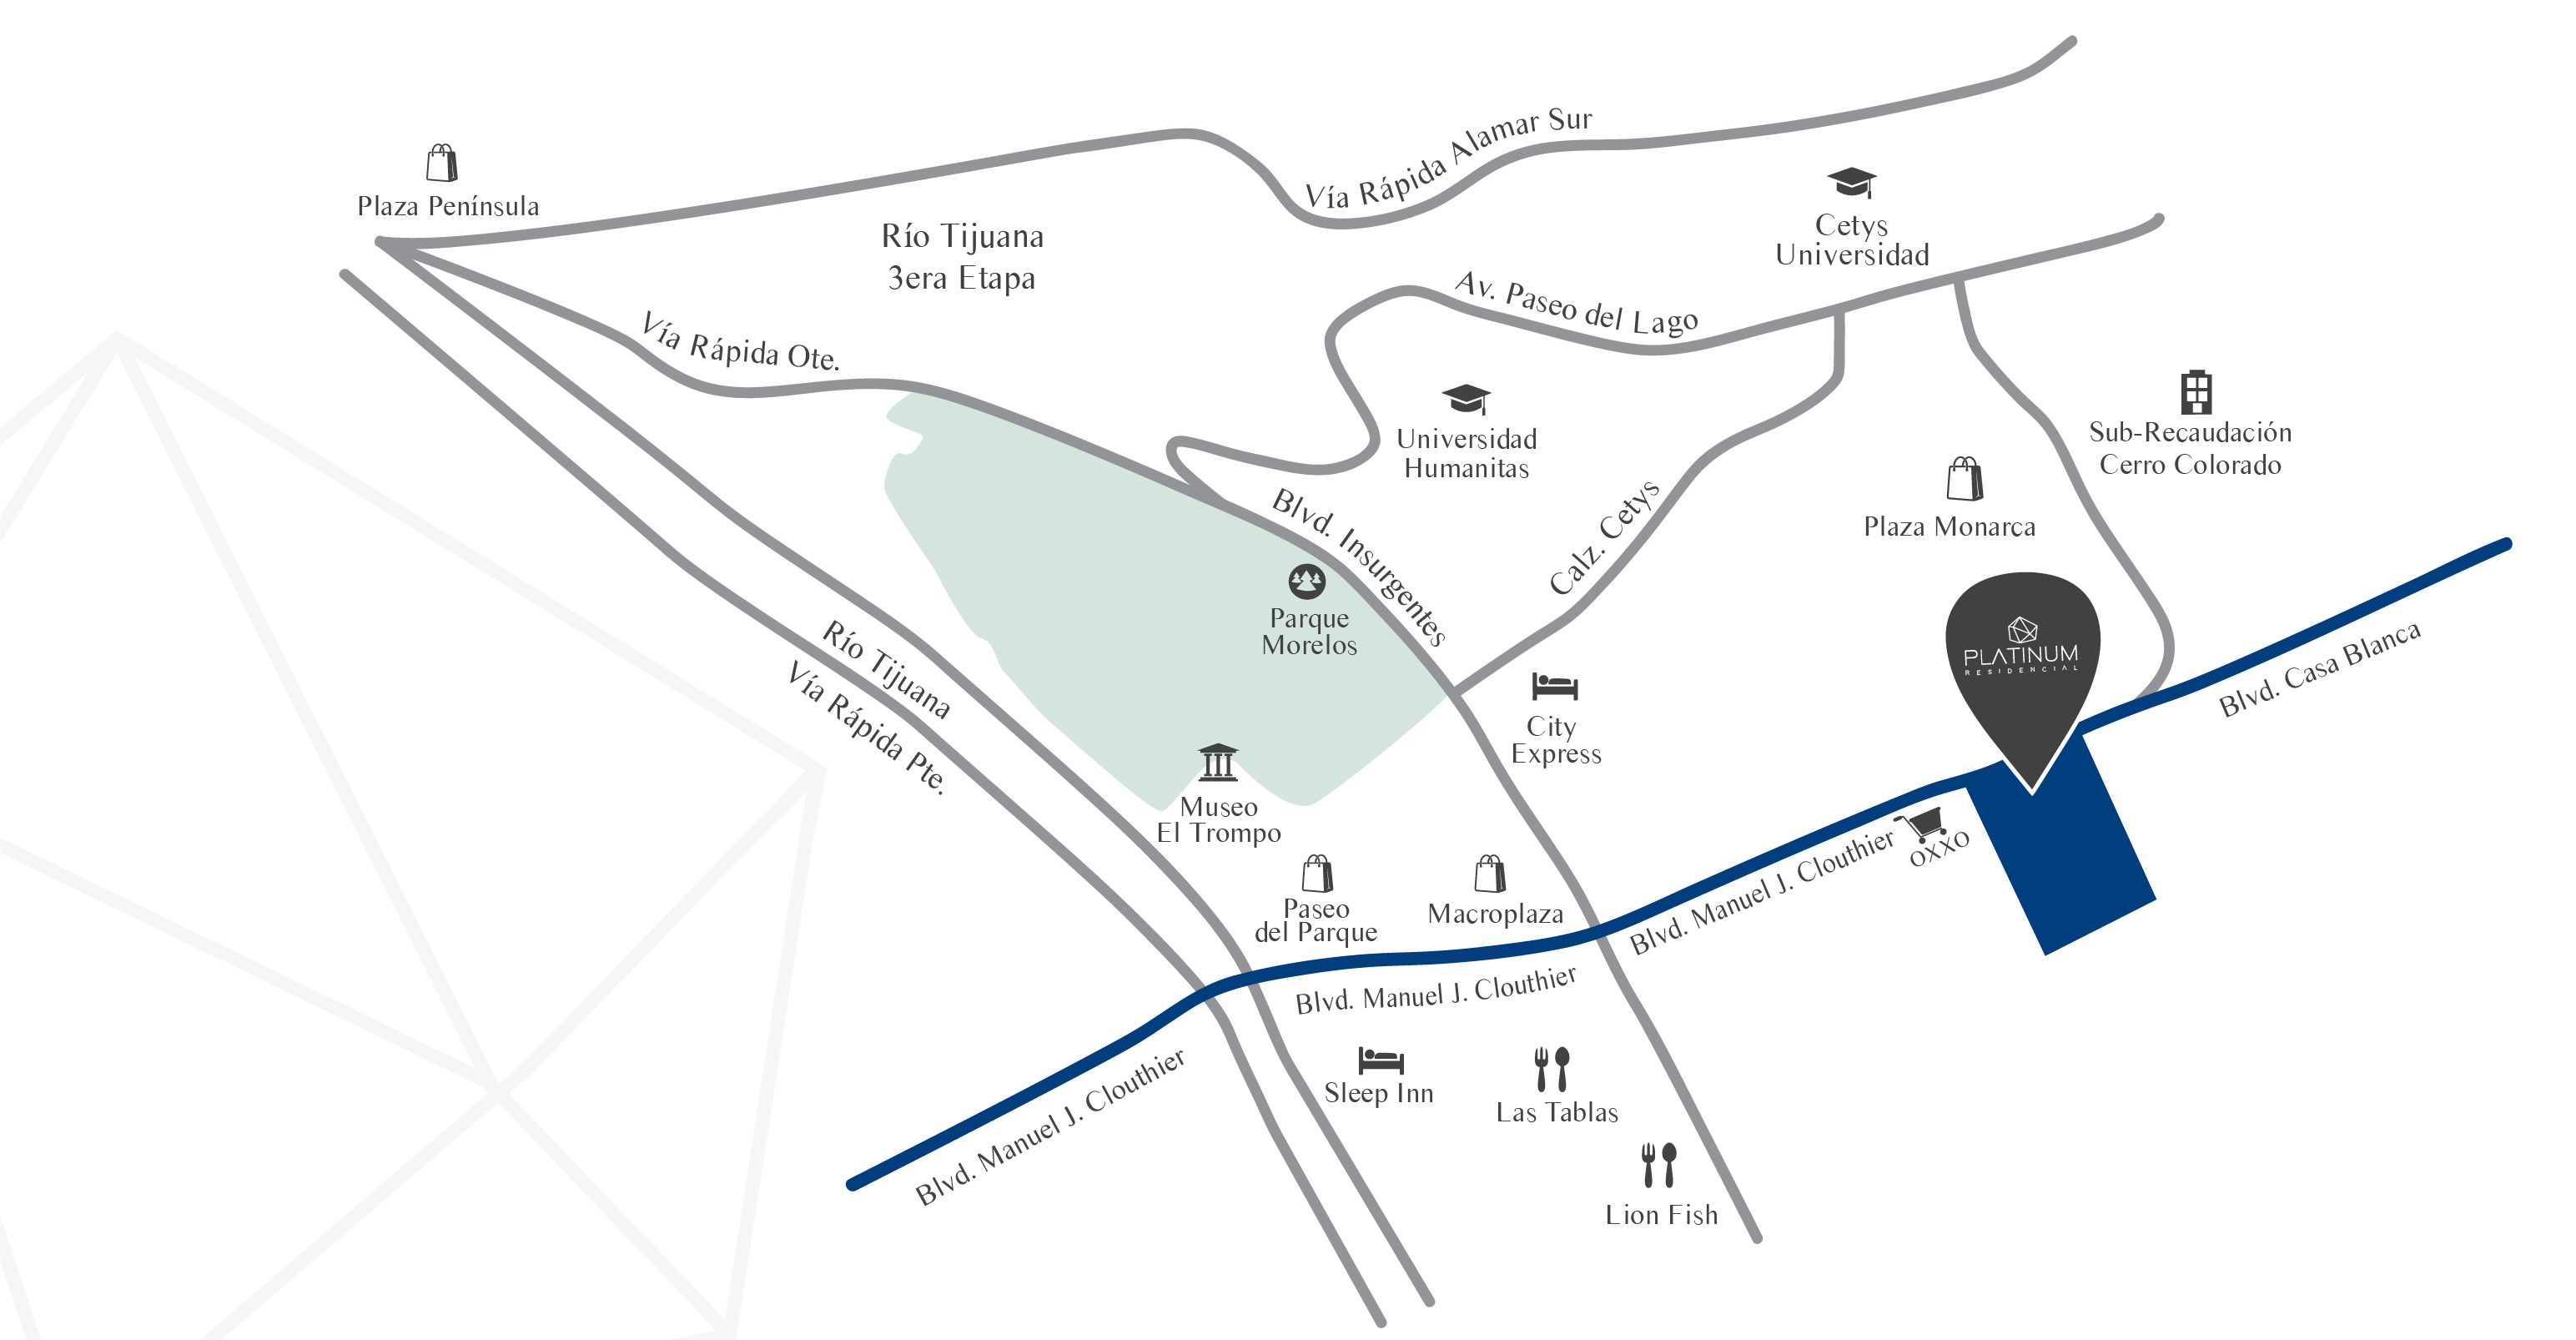 Vía Rápida Alamar Sur
Plaza Península
Río Tijuana
3era Etapa
Cetys
Universidad
Av. Paseo del Lago
Vía Rápida Ote.
Universidad
Humanitas
Sub-Recaudación
Cerro Colorado
Plaza Monarca
Blvd. Insurgentes
Calz. Cetys
Parque
Morelos
PLATINUM
RESIDENCIAL
Blvd. Casa Blanca
Río Tijuana
Vía Rápida Pte.
City
Express
Museo
El Trompo
Blvd. Manuel J. Clouthier
OXXO
Paseo
del Parque
Macroplaza
Blvd. Manuel J. Clouthier
Blvd. Manuel J. Clouthier
Sleep Inn
Las Tablas
Lion Fish